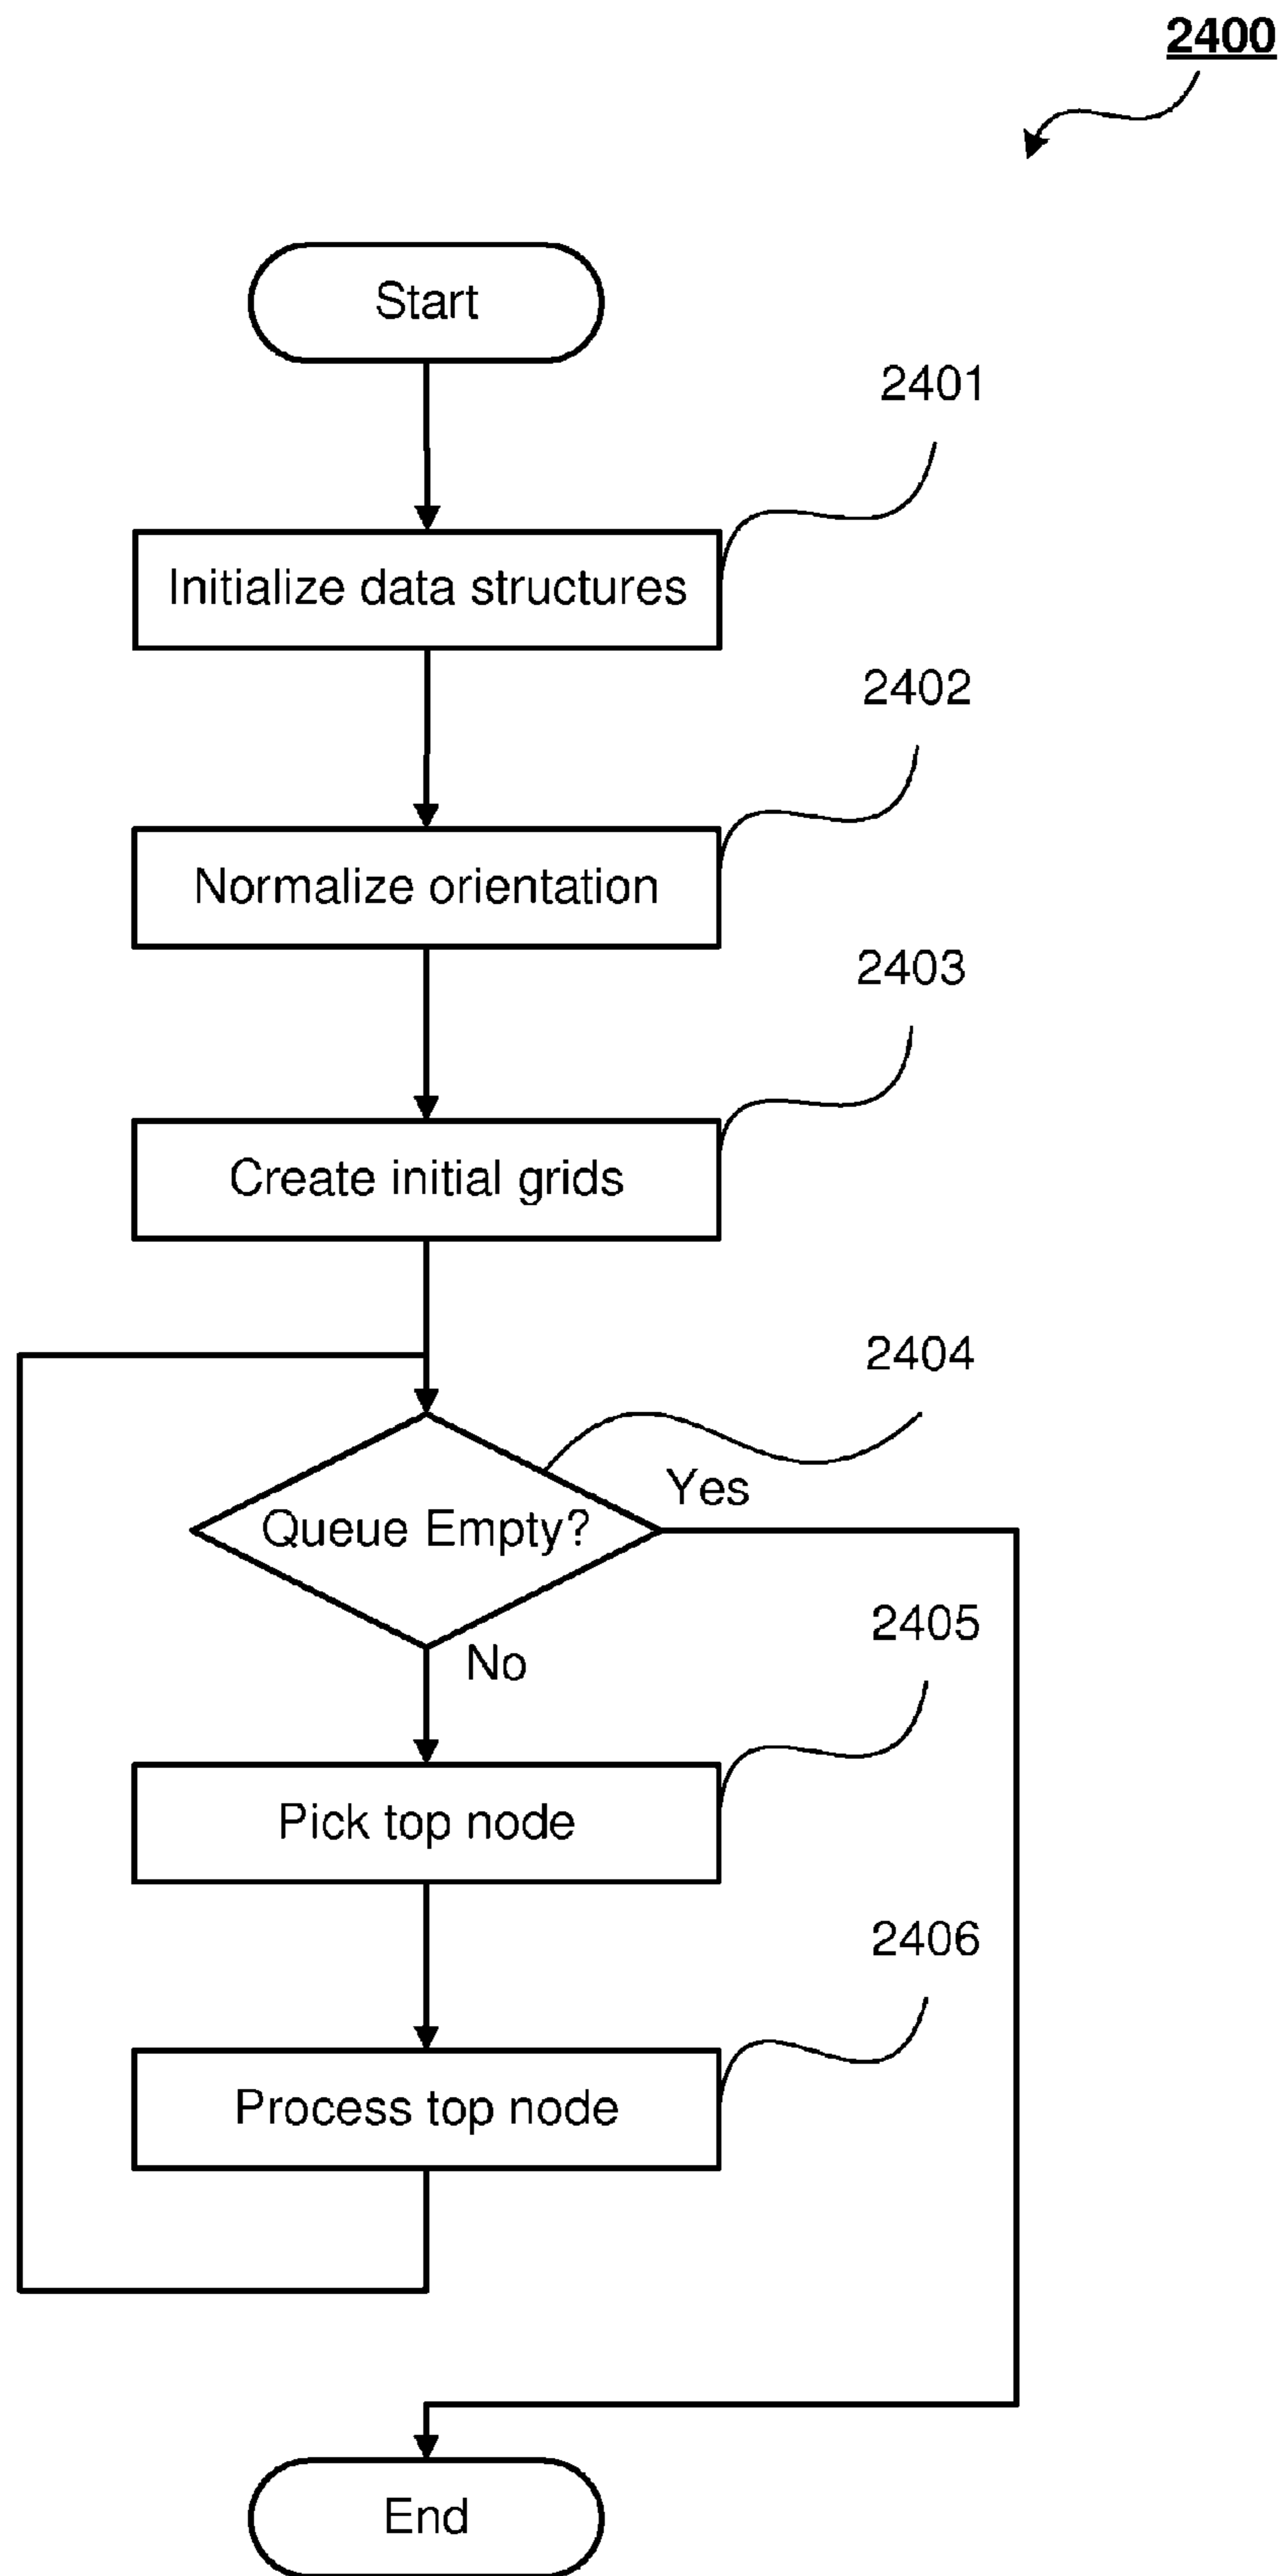 2400
Start
2401
Initialize data structures
2402
Normalize orientation
2403
Create initial grids
2404
Queue Empty?
Yes
No
2405
Pick top node
2406
Process top node
End